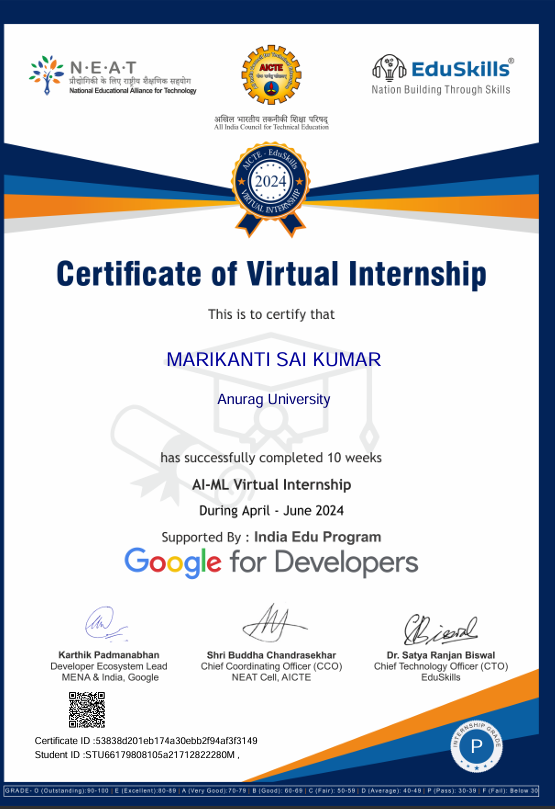 N·E·A·T
प्रौद्योगिकी के लिए राष्ट्रीय शैक्षणिक सहयोग
National Educational Alliance for Technology
AICTE
अखिल भारतीय तकनीकी शिक्षा परिषद्
All India Council for Technical Education
EduSkills®
Nation Building Through Skills
AICTE - EduSkills
2024
VIRTUAL INTERNSHIP
Certificate of Virtual Internship
This is to certify that
MARIKANTI SAI KUMAR
Anurag University
has successfully completed 10 weeks
AI-ML Virtual Internship
During April - June 2024
Supported By : India Edu Program
Google for Developers
Karthik Padmanabhan
Developer Ecosystem Lead
MENA & India, Google
Shri Buddha Chandrasekhar
Chief Coordinating Officer (CCO)
NEAT Cell, AICTE
Dr. Satya Ranjan Biswal
Chief Technology Officer (CTO)
EduSkills
Certificate ID :53838d201eb174a30ebb2f94af3f3149
Student ID :STU66179808105a21712822280M ,
INTERNSHIP GRADE
P
GRADE- O (Outstanding):90-100 | E (Excellent):80-89 | A (Very Good):70-79 | B (Good): 60-69 | C (Fair): 50-59 | D (Average): 40-49 | P (Pass): 30-39 | F (Fail): Below 30